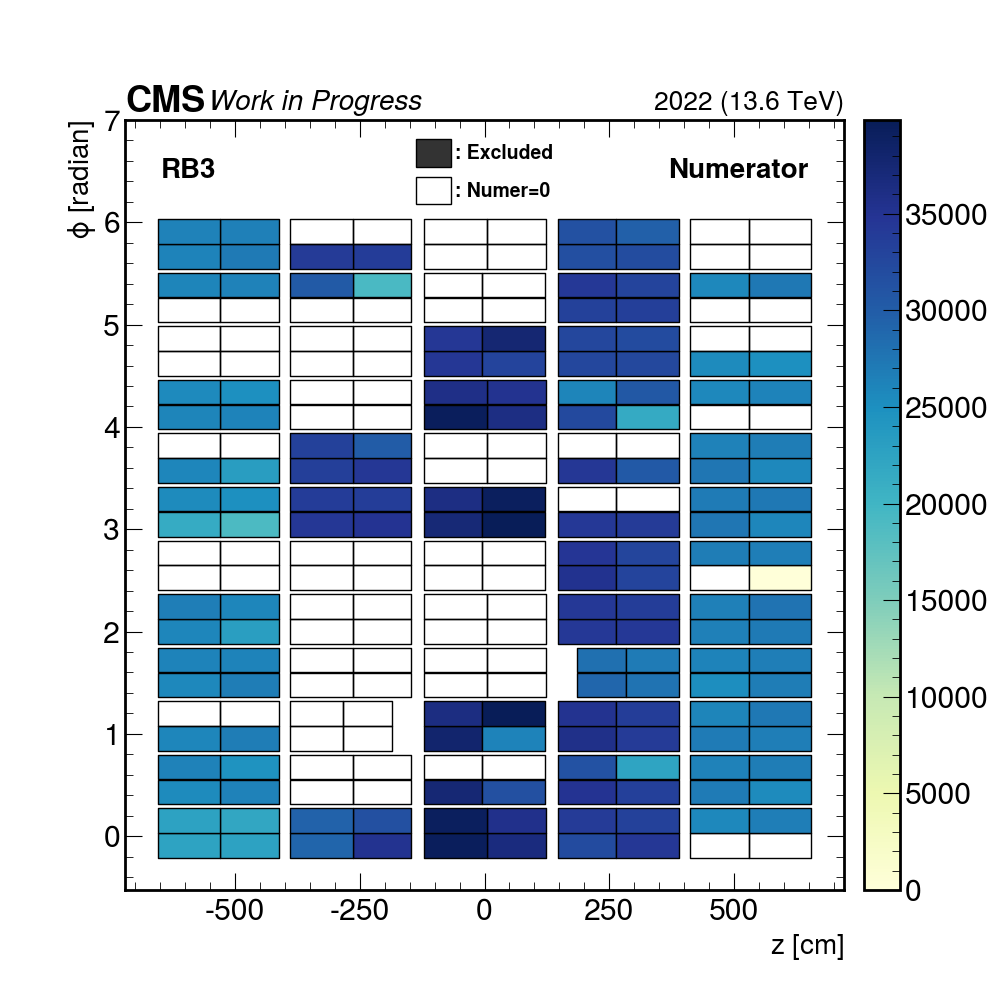 CMS Work in Progress 2022 (13.6 TeV)
ϕ [radian]
RB3 : Excluded Numerator
: Numer=0
7
6
5
4
3
2
1
0
-500 -250 0 250 500
z [cm]
35000
30000
25000
20000
15000
10000
5000
0